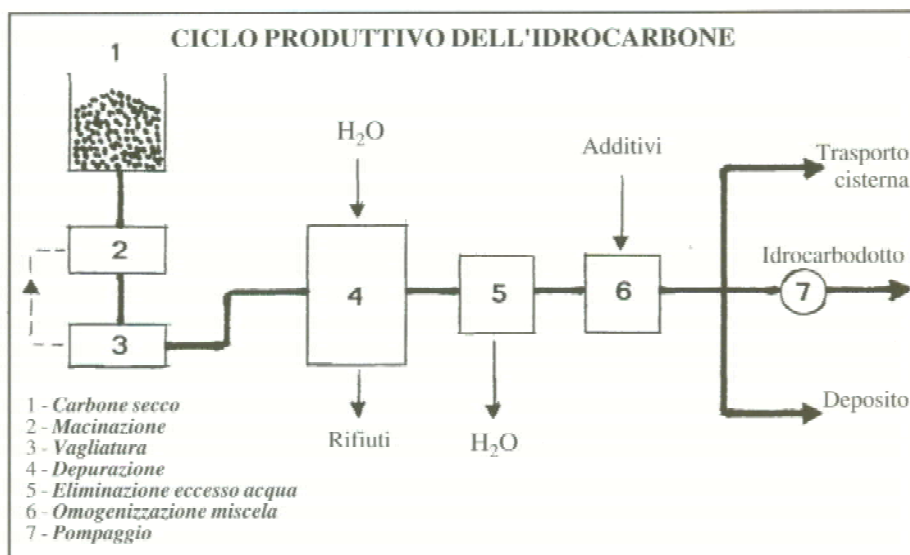 CICLO PRODUTTIVO DELL'IDROCARBONE
1
H₂O
Additivi
Trasporto
cisterna
2
Idrocarbodotto
4
5
6
7
3
1 - Carbone secco
2 - Macinazione
3 - Vagliatura
4 - Depurazione
5 - Eliminazione eccesso acqua
6 - Omogenizzazione miscela
7 - Pompaggio
Rifiuti
H₂O
Deposito